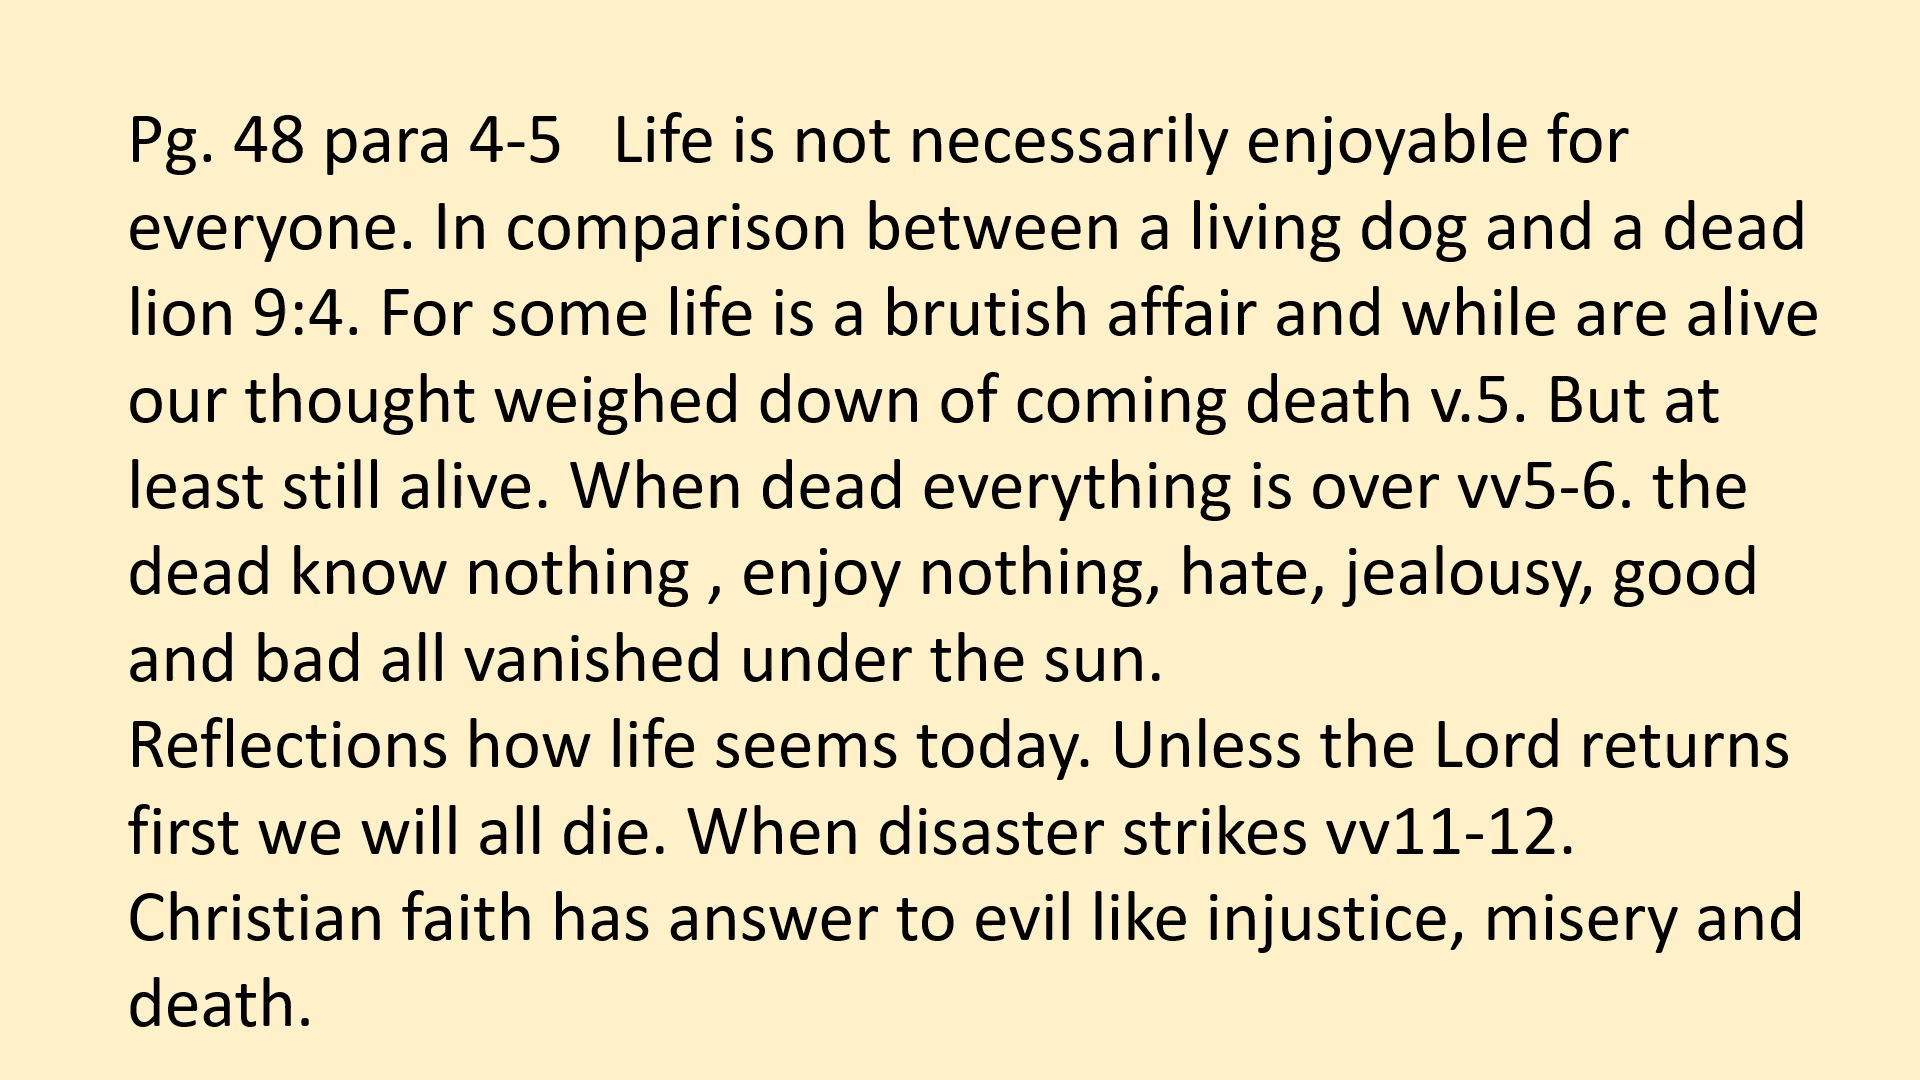 Pg. 48 para 4-5   Life is not necessarily enjoyable for
everyone. In comparison between a living dog and a dead
lion 9:4. For some life is a brutish affair and while are alive
our thought weighed down of coming death v.5. But at
least still alive. When dead everything is over vv5-6. the
dead know nothing , enjoy nothing, hate, jealousy, good
and bad all vanished under the sun.
Reflections how life seems today. Unless the Lord returns
first we will all die. When disaster strikes vv11-12.
Christian faith has answer to evil like injustice, misery and
death.